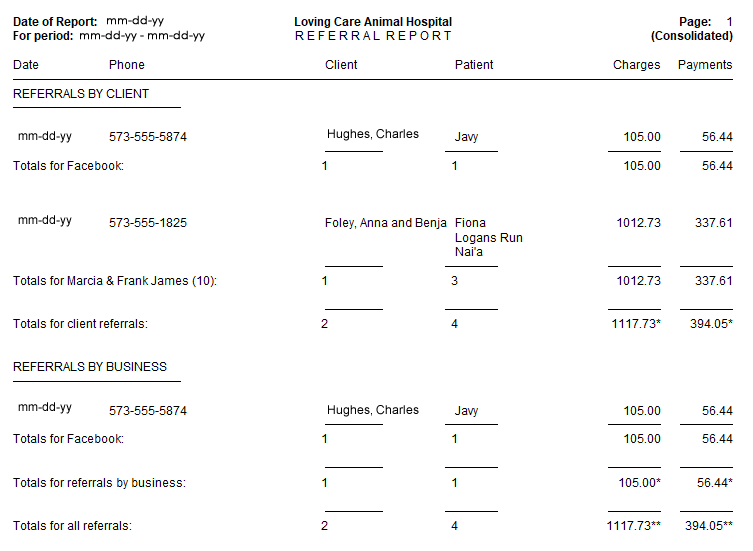 Date of Report: mm-dd-yy Loving Care Animal Hospital Page: 1
For period: mm-dd-yy - mm-dd-yy REFERRAL REPORT (Consolidated)
Date Phone Client Patient Charges Payments
REFERRALS BY CLIENT
mm-dd-yy 573-555-5874 Hughes, Charles Javy 105.00 56.44
Totals for Facebook: 1 1 105.00 56.44
mm-dd-yy 573-555-1825 Foley, Anna and Benja Fiona 1012.73 337.61
Logans Run
Nai'a
Totals for Marcia & Frank James (10): 1 3 1012.73 337.61
Totals for client referrals: 2 4 1117.73* 394.05*
REFERRALS BY BUSINESS
mm-dd-yy 573-555-5874 Hughes, Charles Javy 105.00 56.44
Totals for Facebook: 1 1 105.00 56.44
Totals for referrals by business: 1 1 105.00* 56.44*
Totals for all referrals: 2 4 1117.73** 394.05**